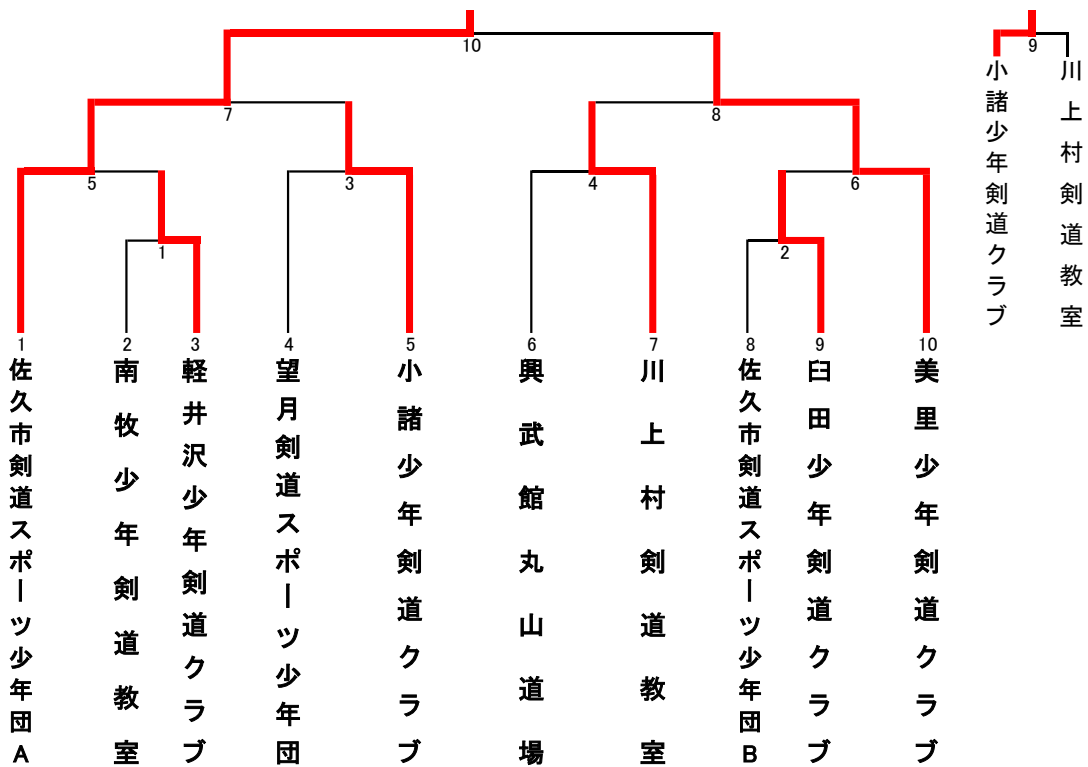 10
9
小諸少年剣道クラブ
川上村剣道教室
7
8
5
3
4
6
1
2
1
佐久市剣道スポーツ少年団A
2
南牧少年剣道教室
3
軽井沢少年剣道クラブ
4
望月剣道スポーツ少年団
5
小諸少年剣道クラブ
6
興武館丸山道場
7
川上村剣道教室
8
佐久市剣道スポーツ少年団B
9
臼田少年剣道クラブ
10
美里少年剣道クラブ